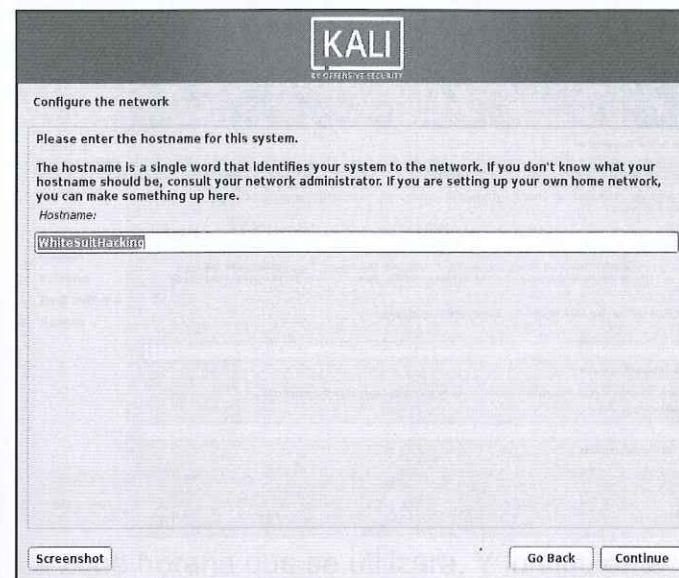 KALI
BY OFFENSIVE SECURITY
Configure the network
Please enter the hostname for this system.
The hostname is a single word that identifies your system to the network. If you don't know what your
hostname should be, consult your network administrator. If you are setting up your own home network,
you can make something up here.
Hostname:
WhiteSuitHacking
Screenshot
Go Back
Continue